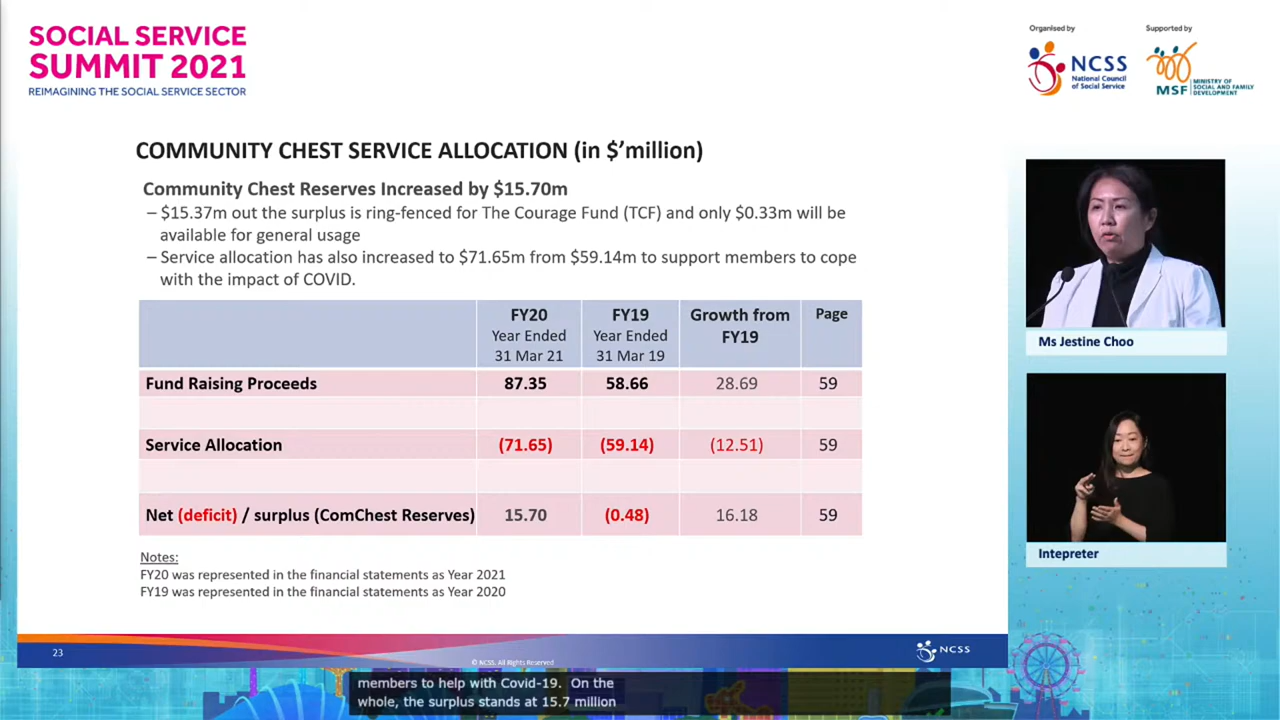 SOCIAL SERVICE
SUMMIT 2021
REIMAGINING THE SOCIAL SERVICE SECTOR
Organised by
NCSS
National Council
of Social Service
Supported by
MSF
MINISTRY OF
SOCIAL AND FAMILY
DEVELOPMENT
COMMUNITY CHEST SERVICE ALLOCATION (in $'million)
Community Chest Reserves Increased by $15.70m
– $15.37m out the surplus is ring-fenced for The Courage Fund (TCF) and only $0.33m will be
available for general usage
– Service allocation has also increased to $71.65m from $59.14m to support members to cope
with the impact of COVID.
FY20 FY19 Growth from Page
Year Ended Year Ended FY19
31 Mar 21 31 Mar 19
Fund Raising Proceeds 87.35 58.66 28.69 59
Service Allocation (71.65) (59.14) (12.51) 59
Net (deficit) / surplus (ComChest Reserves) 15.70 (0.48) 16.18 59
Notes:
FY20 was represented in the financial statements as Year 2021
FY19 was represented in the financial statements as Year 2020
Ms Jestine Choo
Intepreter
23
© NCSS. All Rights Reserved
NCSS
members to help with Covid-19. On the
whole, the surplus stands at 15.7 million